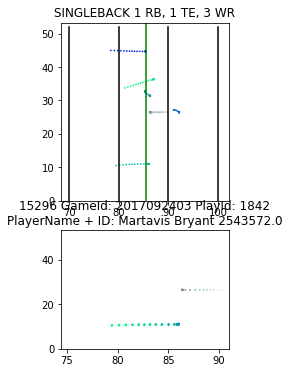 SINGLEBACK 1 RB, 1 TE, 3 WR
50
40
30
20
10
0
70 80 90 100
15296 GameId: 2017092403 PlayId: 1842
PlayerName + ID: Martavis Bryant 2543572.0
40
20
0
75 80 85 90